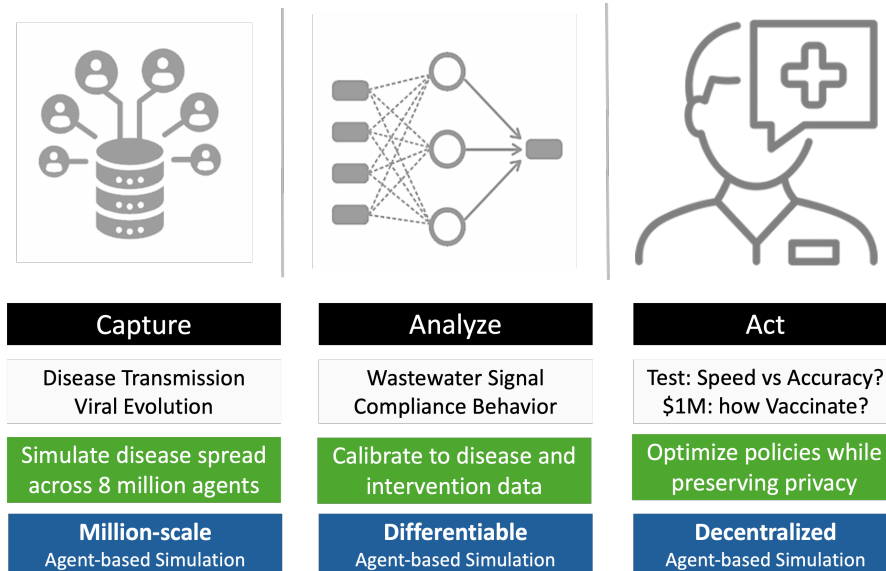 Capture
Disease Transmission
Viral Evolution
Simulate disease spread
across 8 million agents
Million-scale
Agent-based Simulation
Analyze
Wastewater Signal
Compliance Behavior
Calibrate to disease and
intervention data
Differentiable
Agent-based Simulation
Act
Test: Speed vs Accuracy?
$1M: how Vaccinate?
Optimize policies while
preserving privacy
Decentralized
Agent-based Simulation